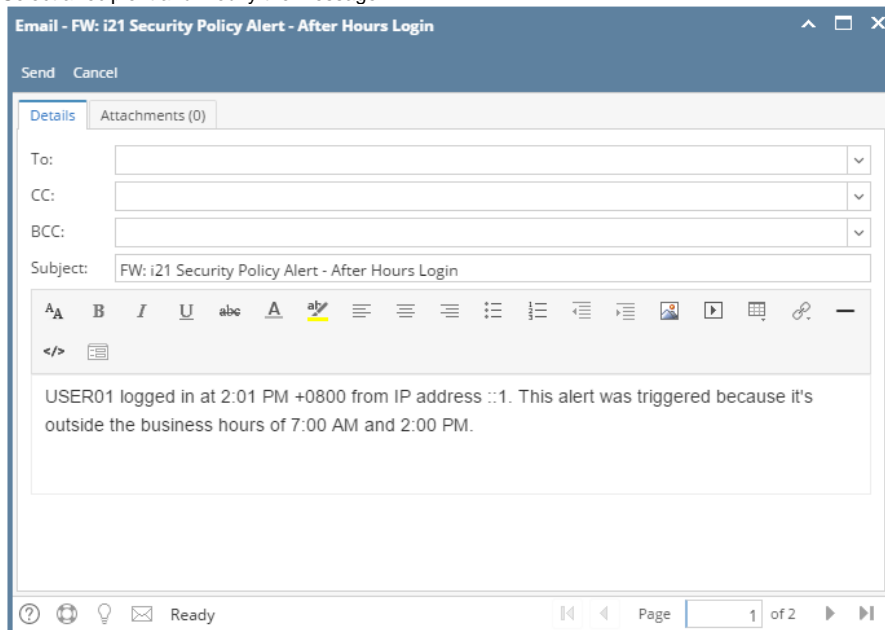 Email - FW: i21 Security Policy Alert - After Hours Login
Send Cancel
Details Attachments (0)
To:
CC:
BCC:
Subject: FW: i21 Security Policy Alert - After Hours Login
USER01 logged in at 2:01 PM +0800 from IP address ::1. This alert was triggered because it's
outside the business hours of 7:00 AM and 2:00 PM.
Ready Page 1 of 2